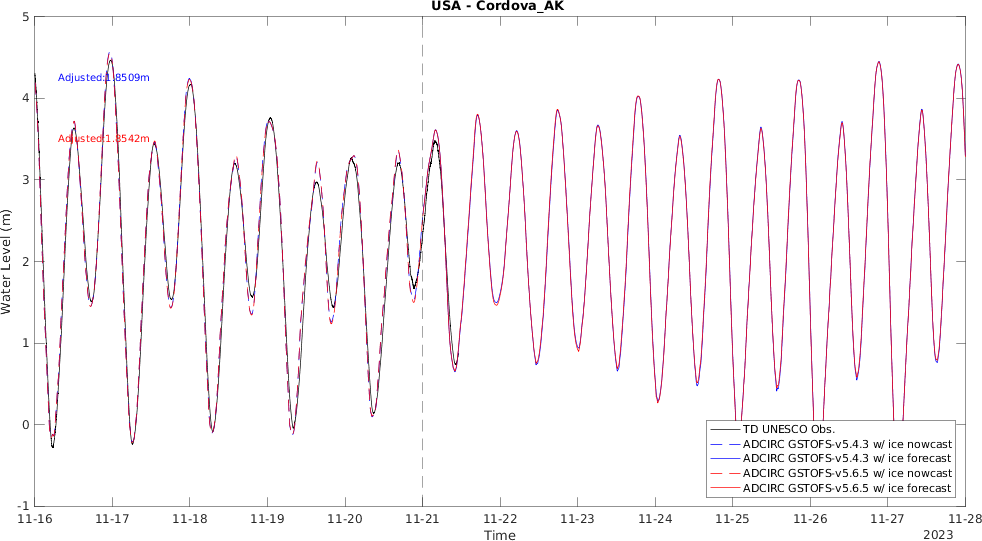 USA - Cordova_AK
5
Adjusted:1.8509m
4
Adjusted:1.8542m
3
Water Level (m)
2
1
0
TD UNESCO Obs.
ADCIRC GSTOFS-v5.4.3 w/ ice nowcast
ADCIRC GSTOFS-v5.4.3 w/ ice forecast
ADCIRC GSTOFS-v5.6.5 w/ ice nowcast
ADCIRC GSTOFS-v5.6.5 w/ ice forecast
-1
11-16 11-17 11-18 11-19 11-20 11-21 11-22 11-23 11-24 11-25 11-26 11-27 11-28
Time
2023